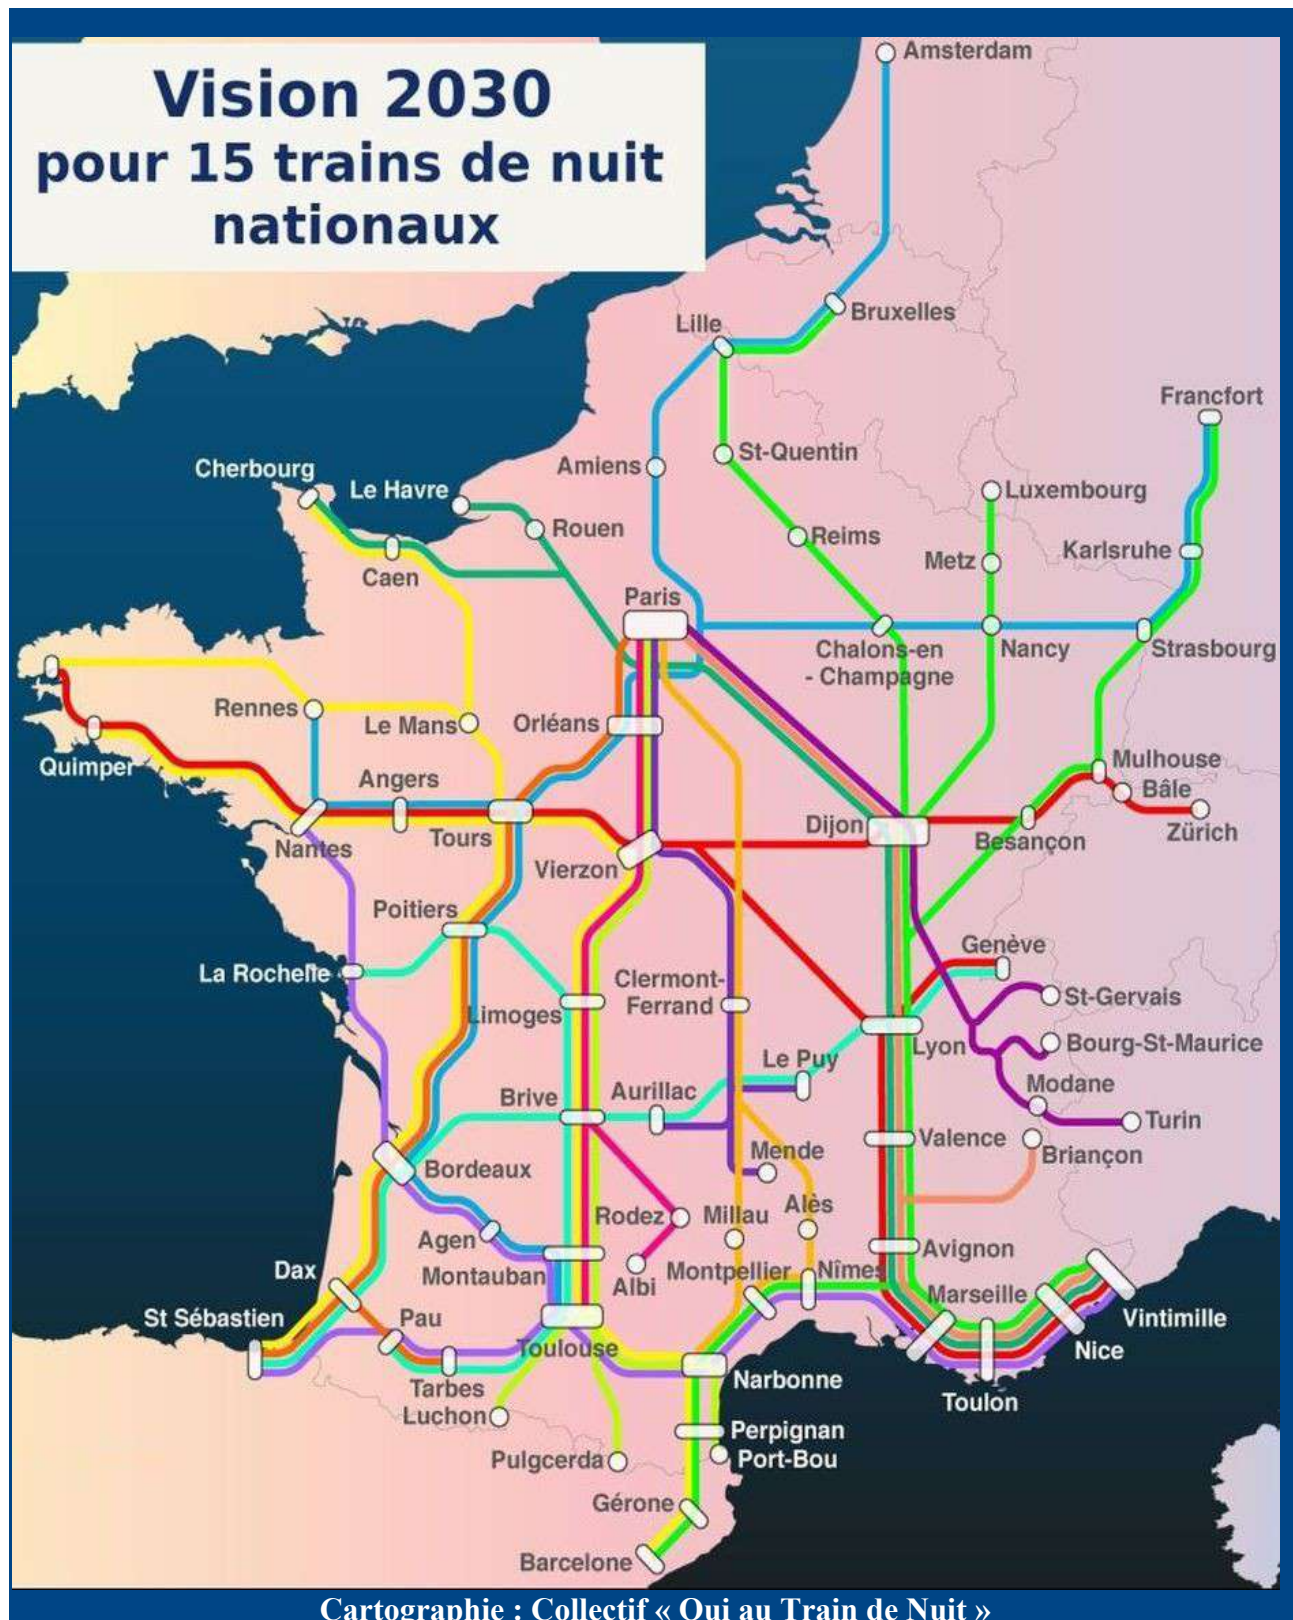 Vision 2030
pour 15 trains de nuit
nationaux
Amsterdam
Bruxelles
Lille
Francfort
St-Quentin
Amiens
Cherbourg
Le Havre
Luxembourg
Rouen
Reims
Metz
Karlsruhe
Caen
Paris
Chalons-en
- Champagne
Nancy
Strasbourg
Rennes
Le Mans
Orléans
Quimper
Angers
Mulhouse
Bâle
Zürich
Nantes
Tours
Vierzon
Dijon
Besançon
Poitiers
La Rochelle
Genève
Clermont-
Ferrand
St-Gervais
Limoges
Lyon
Bourg-St-Maurice
Le Puy
Modane
Brive
Aurillac
Turin
Valence
Briançon
Mende
Bordeaux
Rodez
Millau
Alès
Agen
Avignon
Dax
Montauban
Albi
Montpellier
Nîmes
Marseille
St Sébastien
Pau
Vintimille
Toulouse
Nice
Narbonne
Tarbes
Toulon
Luchon
Perpignan
Port-Bou
Puigcerda
Gérone
Barcelone
Cartographie : Collectif « Oui au Train de Nuit »